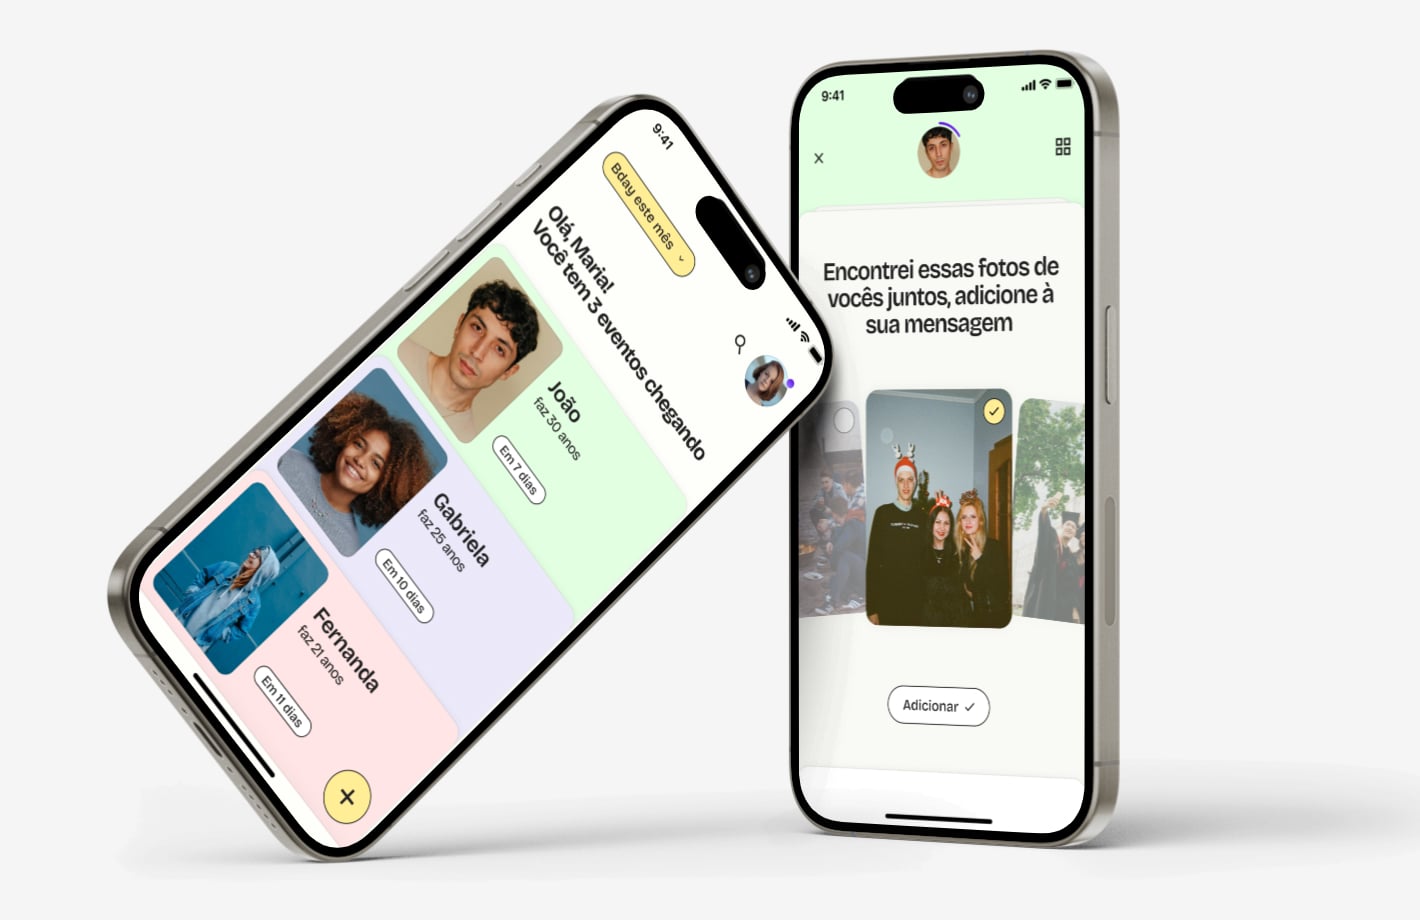 9:41
Bday este mês
Olá, Maria!
Você tem 3 eventos chegando
João
faz 30 anos
Em 7 dias
Gabriela
faz 25 anos
Em 10 dias
Fernanda
faz 21 anos
Em 11 dias
9:41
Encontrei essas fotos de
vocês juntos, adicione à
sua mensagem
Adicionar